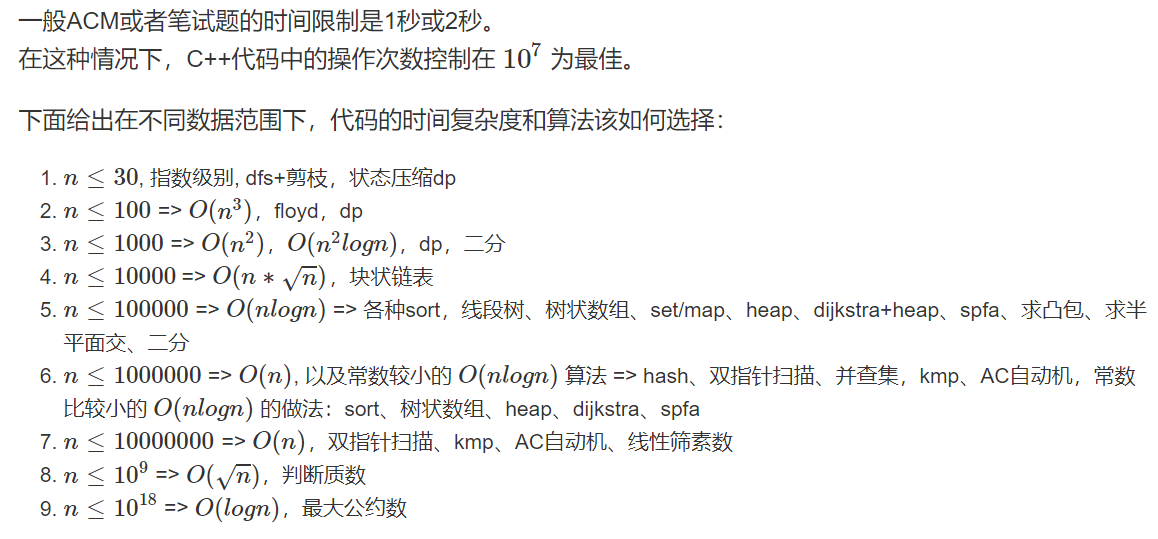 一般ACM或者笔试题的时间限制是1秒或2秒。
在这种情况下，C++代码中的操作次数控制在 10^7 为最佳。
下面给出在不同数据范围下，代码的时间复杂度和算法该如何选择：
1. n ≤ 30, 指数级别, dfs+剪枝，状态压缩dp
2. n ≤ 100 => O(n^3)，floyd，dp
3. n ≤ 1000 => O(n^2)，O(n^2logn)，dp，二分
4. n ≤ 10000 => O(n * √n)，块状链表
5. n ≤ 100000 => O(nlogn) => 各种sort，线段树、树状数组、set/map、heap、dijkstra+heap、spfa、求凸包、求半
平面交、二分
6. n ≤ 1000000 => O(n), 以及常数较小的 O(nlogn) 算法 => hash、双指针扫描、并查集，kmp、AC自动机，常数
比较小的 O(nlogn) 的做法：sort、树状数组、heap、dijkstra、spfa
7. n ≤ 10000000 => O(n)，双指针扫描、kmp、AC自动机、线性筛素数
8. n ≤ 10^9 => O(√n)，判断质数
9. n ≤ 10^18 => O(logn)，最大公约数